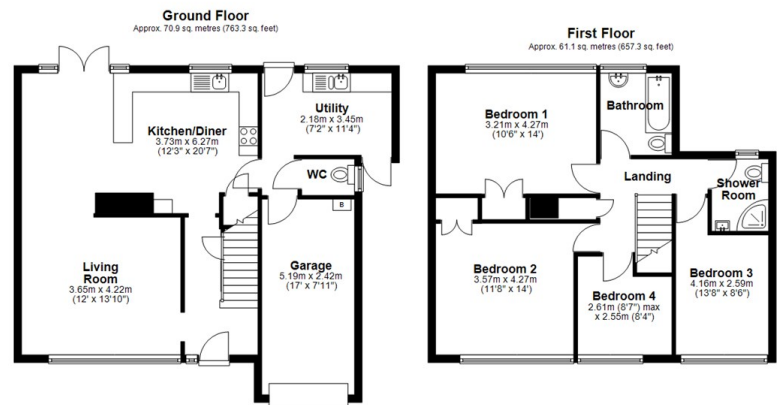 Ground Floor
Approx. 70.9 sq. metres (763.3 sq. feet)
Utility
2.18m x 3.45m
(7'2" x 11'4")
Kitchen/Diner
3.73m x 6.27m
(12'3" x 20'7")
WC
B
Living
Room
3.65m x 4.22m
(12' x 13'10")
Garage
5.19m x 2.42m
(17' x 7'11")
First Floor
Approx. 61.1 sq. metres (657.3 sq. feet)
Bedroom 1
3.21m x 4.27m
(10'6" x 14')
Bathroom
Landing
Shower
Room
Bedroom 2
3.57m x 4.27m
(11'8" x 14')
Bedroom 3
4.16m x 2.59m
(13'8" x 8'6")
Bedroom 4
2.61m (8'7") max
x 2.55m (8'4")